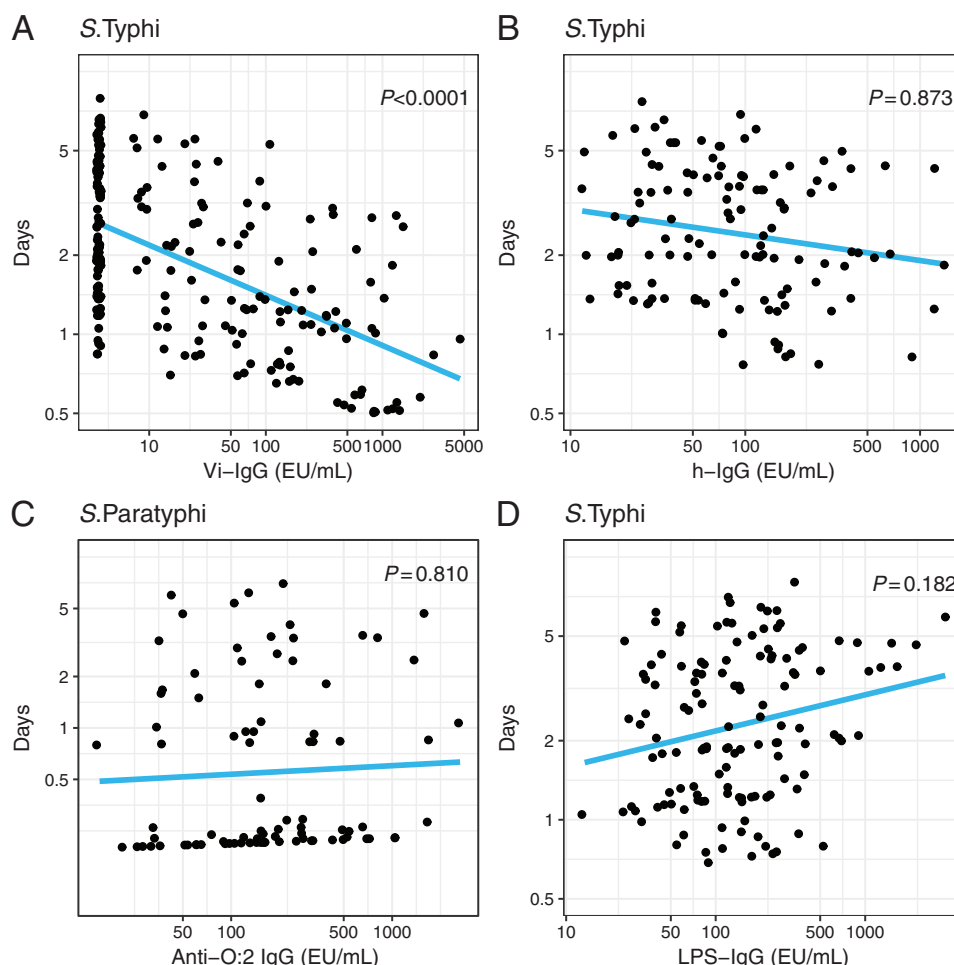 A S.Typhi
P<0.0001
Days
5
2
1
0.5
10 50 100 500 1000 5000
Vi−IgG (EU/mL)
B S.Typhi
P=0.873
Days
5
2
1
0.5
10 50 100 500 1000
h−IgG (EU/mL)
C S.Paratyphi
P=0.810
Days
5
2
1
0.5
50 100 500 1000
Anti−O:2 IgG (EU/mL)
D S.Typhi
P=0.182
Days
5
2
1
0.5
10 50 100 500 1000
LPS−IgG (EU/mL)